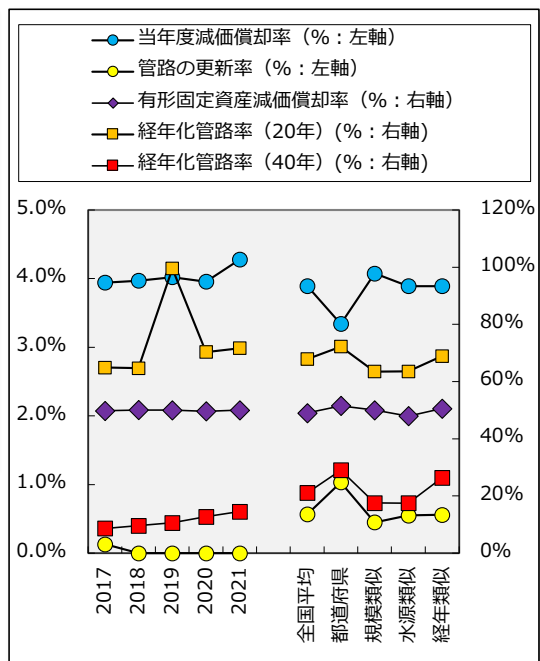 当年度減価償却率（%：左軸）
管路の更新率（%：左軸）
有形固定資産減価償却率（%：右軸）
経年化管路率（20年）(%：右軸)
経年化管路率（40年）(%：右軸)
5.0% 120%
4.0% 100%
3.0% 80%
2.0% 60%
1.0% 40%
0.0% 20%
0%
2017 2018 2019 2020 2021 全国平均 都道府県 規模類似 水源類似 経年類似